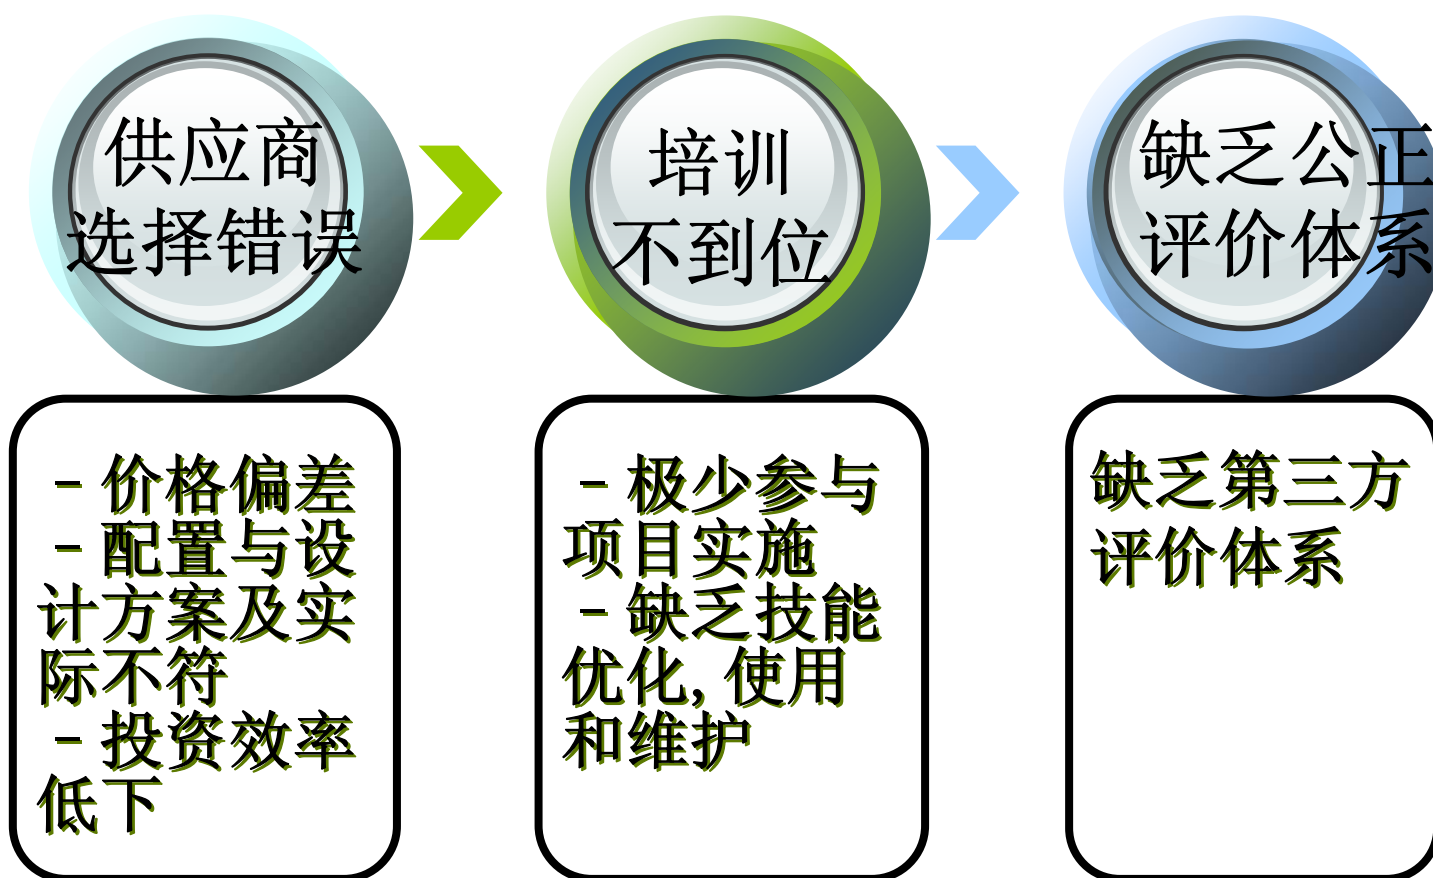 供应商
选择错误
培训
不到位
缺乏公正
评价体系
－价格偏差
－配置与设
计方案及实
际不符
－投资效率
低下
－极少参与
项目实施
－缺乏技能
优化,使用
和维护
缺乏第三方
评价体系